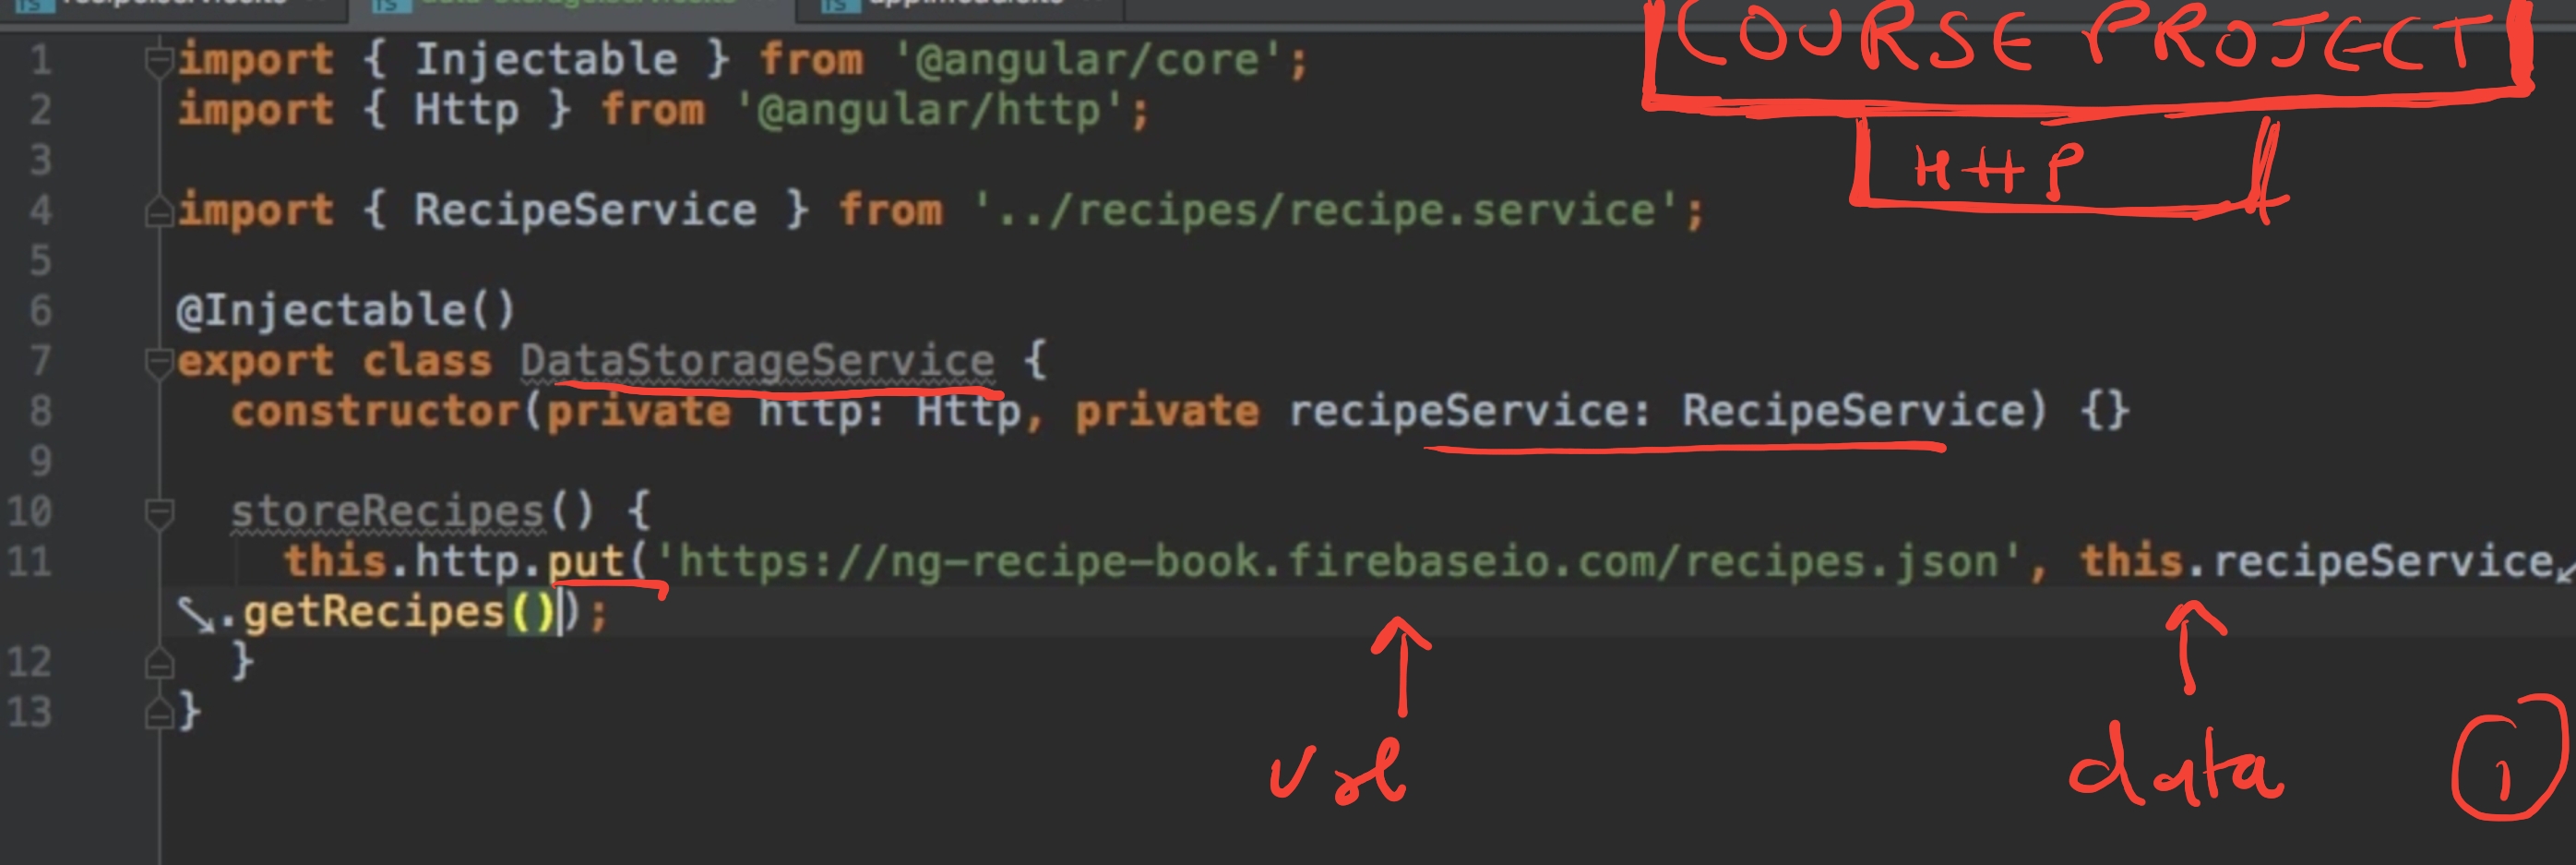 COURSE PROJECT
HTTP
1 import { Injectable } from '@angular/core';
2 import { Http } from '@angular/http';
3
4 import { RecipeService } from '../recipes/recipe.service';
5
6 @Injectable()
7 export class DataStorageService {
8 constructor(private http: Http, private recipeService: RecipeService) {}
9
10 storeRecipes() {
11 this.http.put('https://ng-recipe-book.firebaseio.com/recipes.json', this.recipeService
.getRecipes());
12 }
13 }
url
data
1